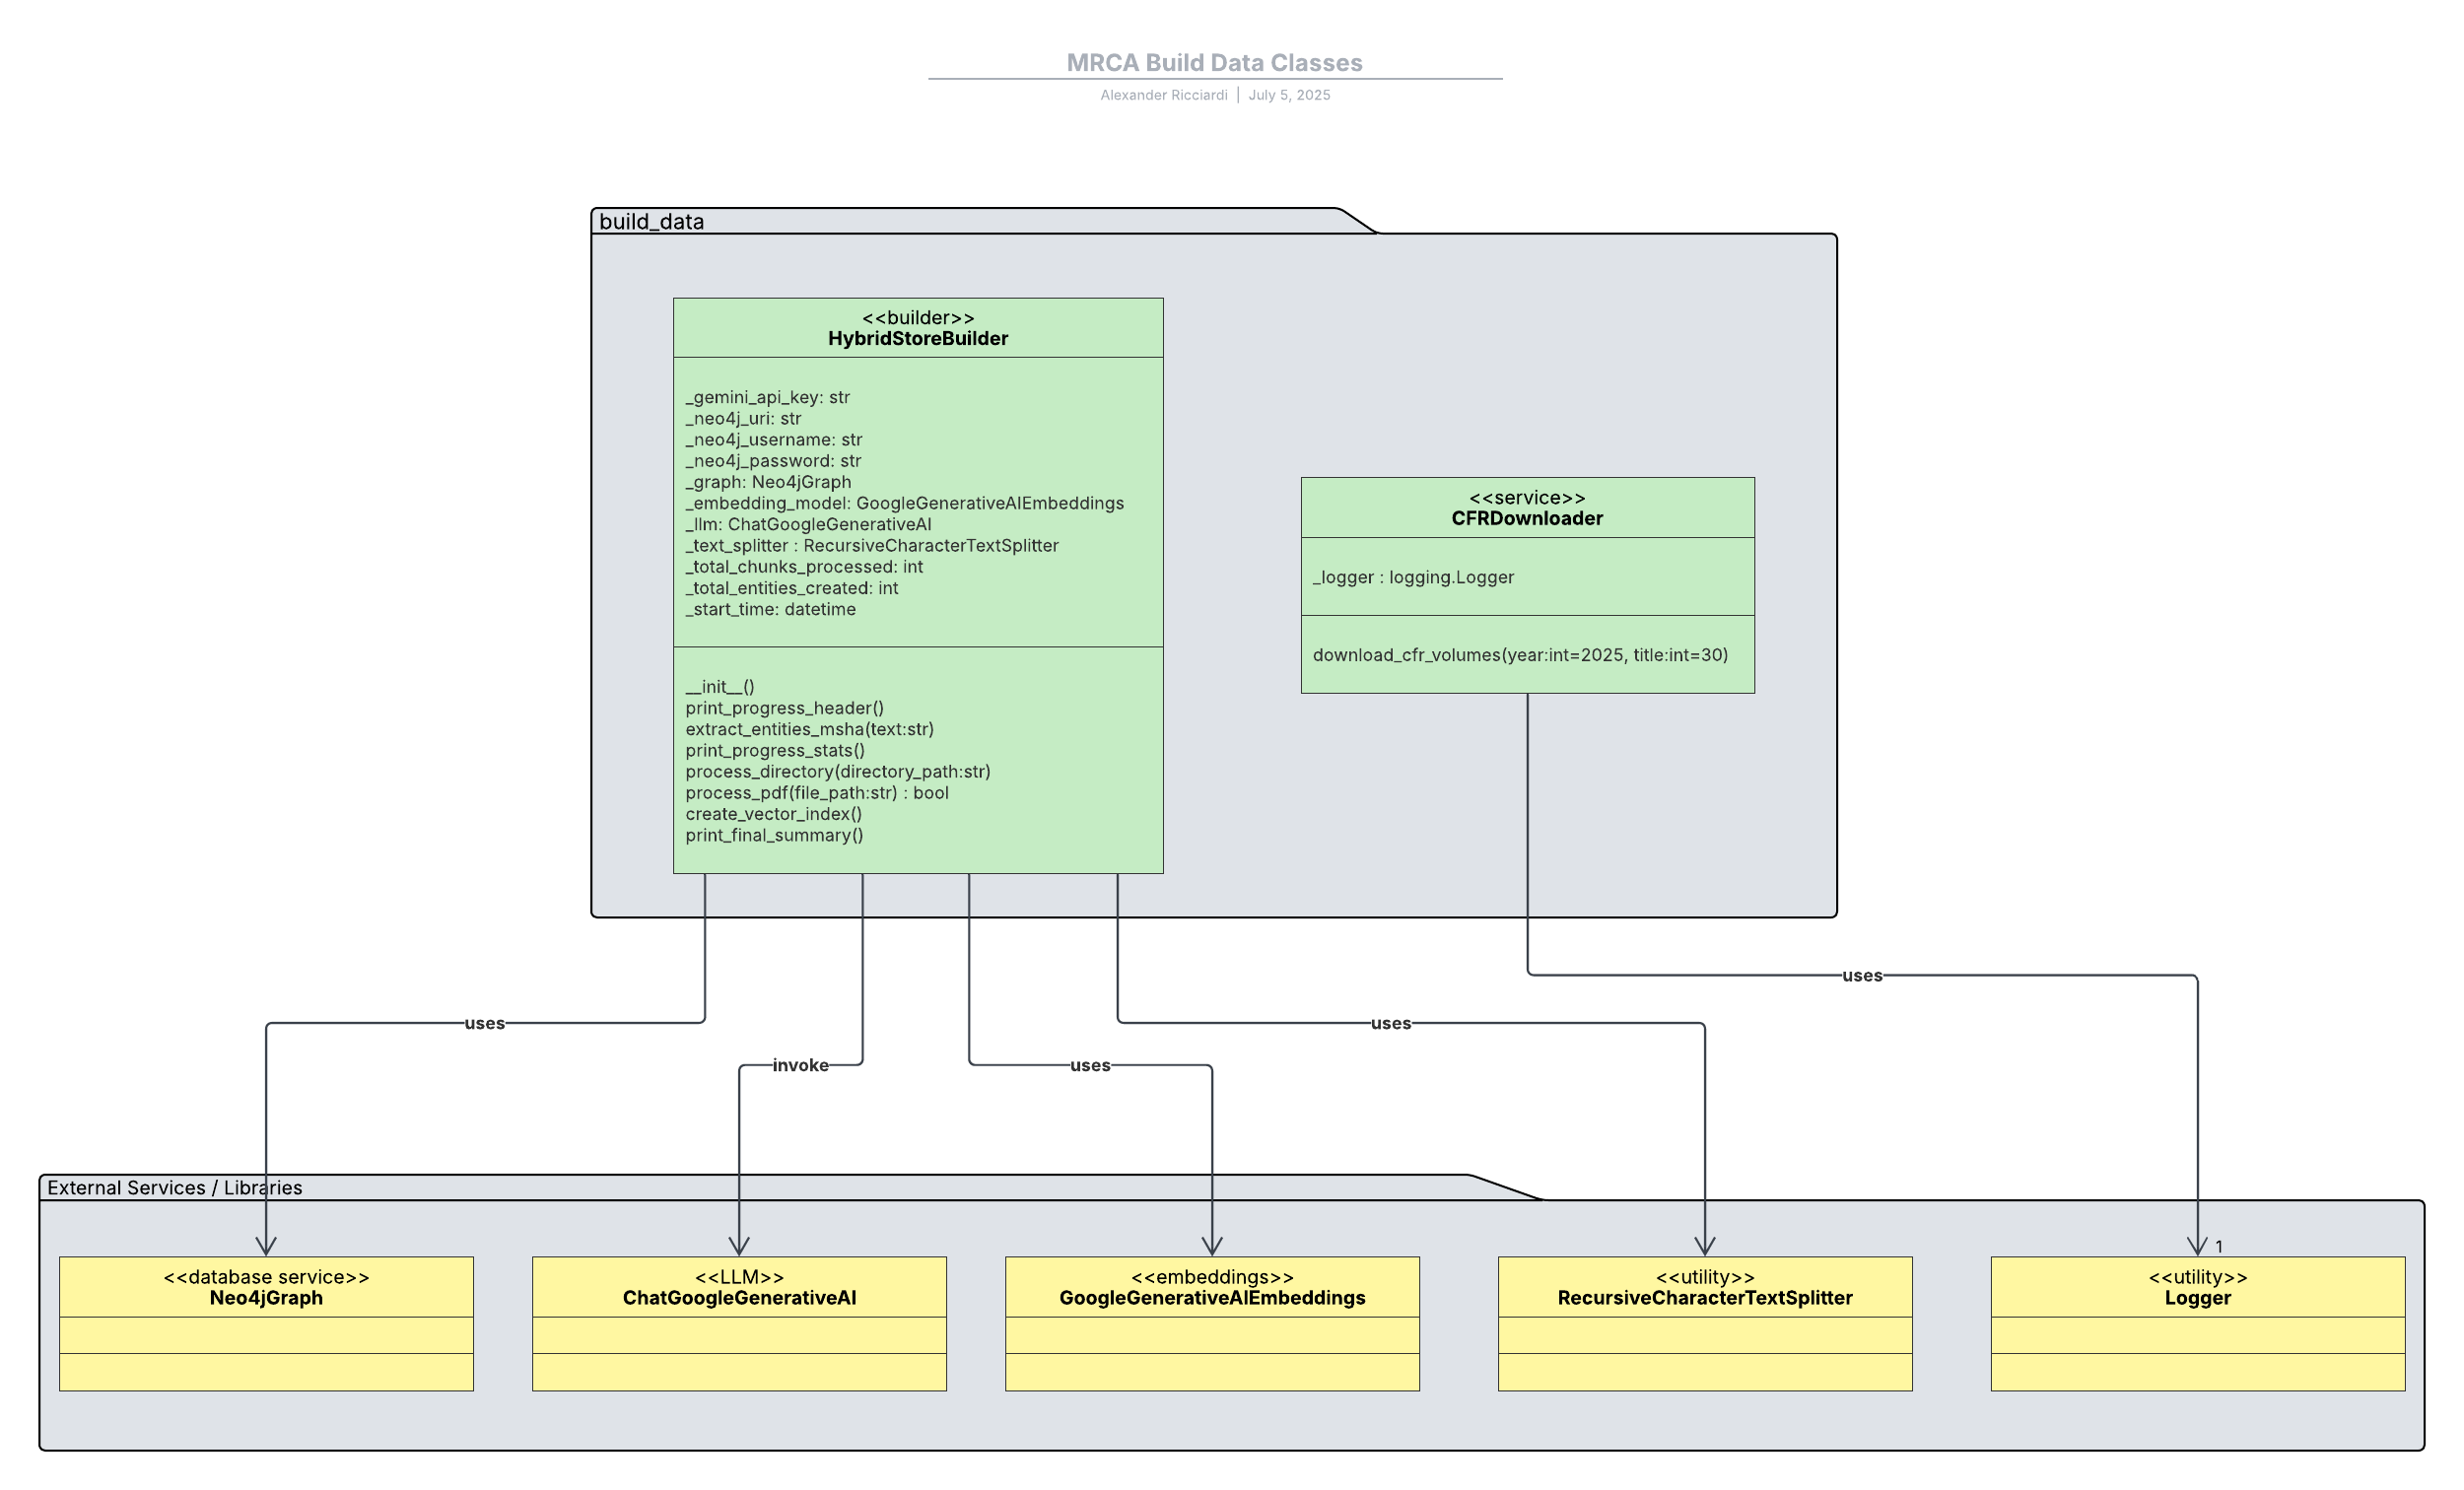 MRCA Build Data Classes
Alexander Ricciardi | July 5, 2025
build_data
<<builder>>
HybridStoreBuilder
_gemini_api_key: str
_neo4j_uri: str
_neo4j_username: str
_neo4j_password: str
_graph: Neo4jGraph
_embedding_model: GoogleGenerativeAIEmbeddings
_llm: ChatGoogleGenerativeAI
_text_splitter : RecursiveCharacterTextSplitter
_total_chunks_processed: int
_total_entities_created: int
_start_time: datetime
__init__()
print_progress_header()
extract_entities_msha(text:str)
print_progress_stats()
process_directory(directory_path:str)
process_pdf(file_path:str) : bool
create_vector_index()
print_final_summary()
<<service>>
CFRDownloader
_logger : logging.Logger
download_cfr_volumes(year:int=2025, title:int=30)
uses
uses
uses
invoke
uses
External Services / Libraries
1
<<database service>>
Neo4jGraph
<<LLM>>
ChatGoogleGenerativeAI
<<embeddings>>
GoogleGenerativeAIEmbeddings
<<utility>>
RecursiveCharacterTextSplitter
<<utility>>
Logger